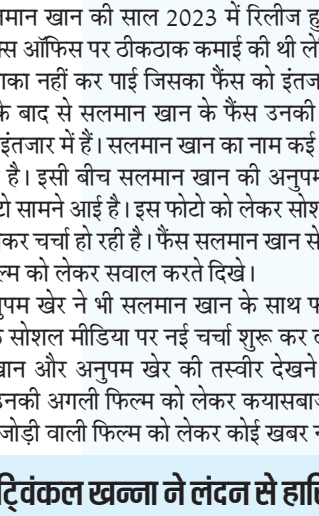 मान खान की साल 2023 में रिलीज हु
स ऑफिस पर ठीकठाक कमाई की थी ले
का नहीं कर पाई जिसका फैंस को इंतज
के बाद से सलमान खान के फैंस उनकी
इंतजार में हैं। सलमान खान का नाम कई
है। इसी बीच सलमान खान की अनुपम
टो सामने आई है। इस फोटो को लेकर सोश
कर चर्चा हो रही है। फैंस सलमान खान से
ल्म को लेकर सवाल करते दिखे।
नुपम खेर ने भी सलमान खान के साथ फ
सोशल मीडिया पर नई चर्चा शुरू कर द
खान और अनुपम खेर की तस्वीर देखने
उनकी अगली फिल्म को लेकर कयासबाज
जोड़ी वाली फिल्म को लेकर कोई खबर न
ट्विंकल खन्ना ने लंदन से हासि